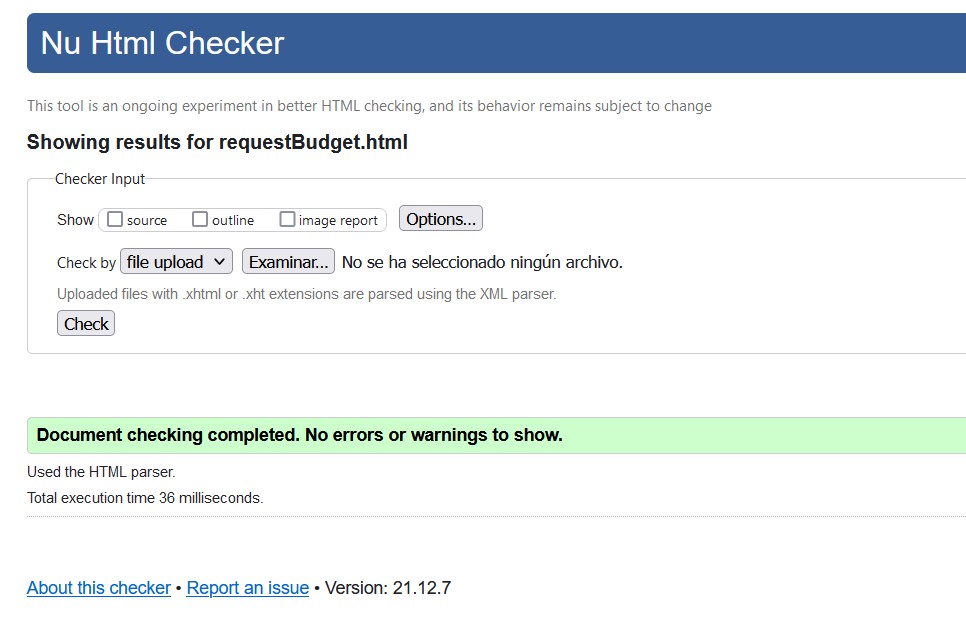 Nu Html Checker
This tool is an ongoing experiment in better HTML checking, and its behavior remains subject to change
Showing results for requestBudget.html
Checker Input
Show source outline image report Options...
Check by file upload Examinar... No se ha seleccionado ningún archivo.
Uploaded files with .xhtml or .xht extensions are parsed using the XML parser.
Check
Document checking completed. No errors or warnings to show.
Used the HTML parser.
Total execution time 36 milliseconds.
About this checker • Report an issue • Version: 21.12.7